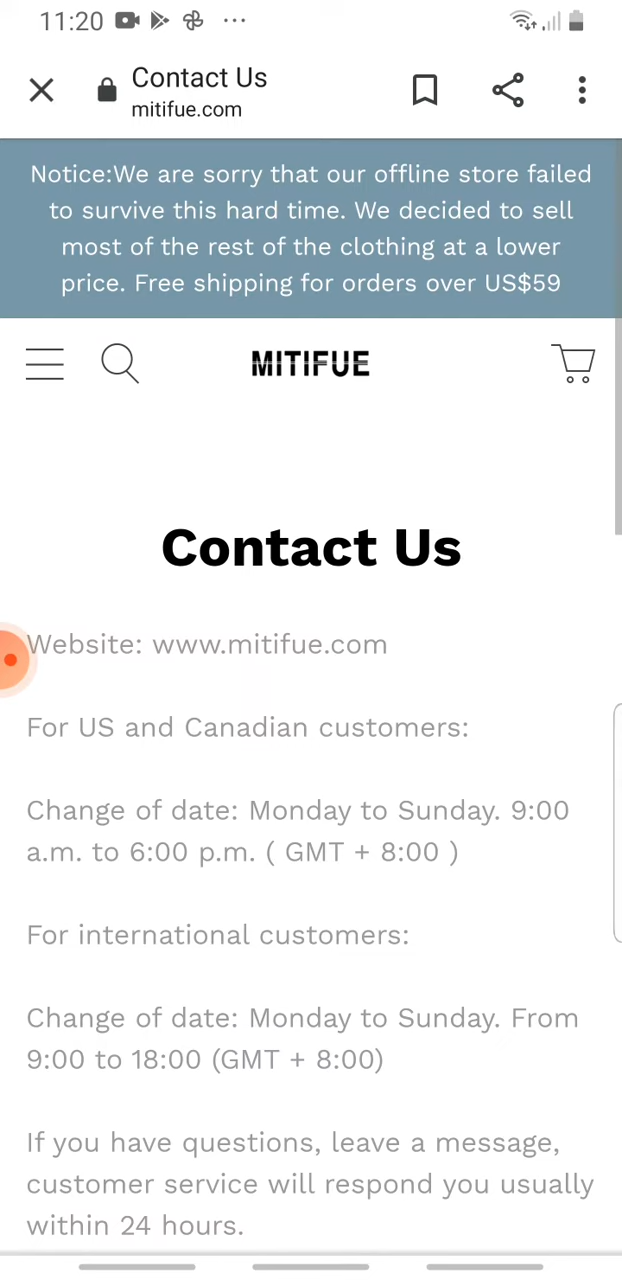 11:20
Contact Us
mitifue.com
Notice:We are sorry that our offline store failed
to survive this hard time. We decided to sell
most of the rest of the clothing at a lower
price. Free shipping for orders over US$59
MITIFUE
Contact Us
Website: www.mitifue.com
For US and Canadian customers:
Change of date: Monday to Sunday. 9:00
a.m. to 6:00 p.m. ( GMT + 8:00 )
For international customers:
Change of date: Monday to Sunday. From
9:00 to 18:00 (GMT + 8:00)
If you have questions, leave a message,
customer service will respond you usually
within 24 hours.